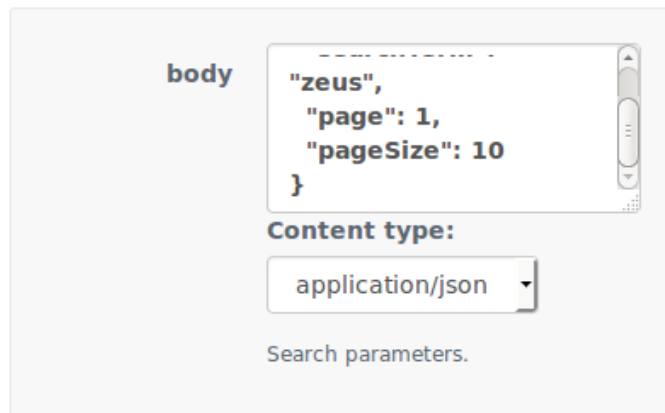 body
"zeus",
"page": 1,
"pageSize": 10
}
Content type:
application/json
Search parameters.